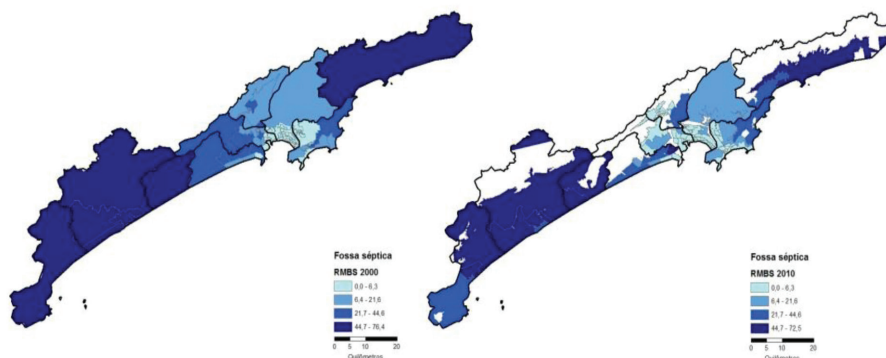 Fossa séptica
RMBS 2000
0,0 - 6,3
6,4 - 21,6
21,7 - 44,6
44,7 - 76,4
0 5 10 20
Quilômetros
Fossa séptica
RMBS 2010
0,0 - 6,3
6,4 - 21,6
21,7 - 44,6
44,7 - 72,5
0 5 10 20
Quilômetros